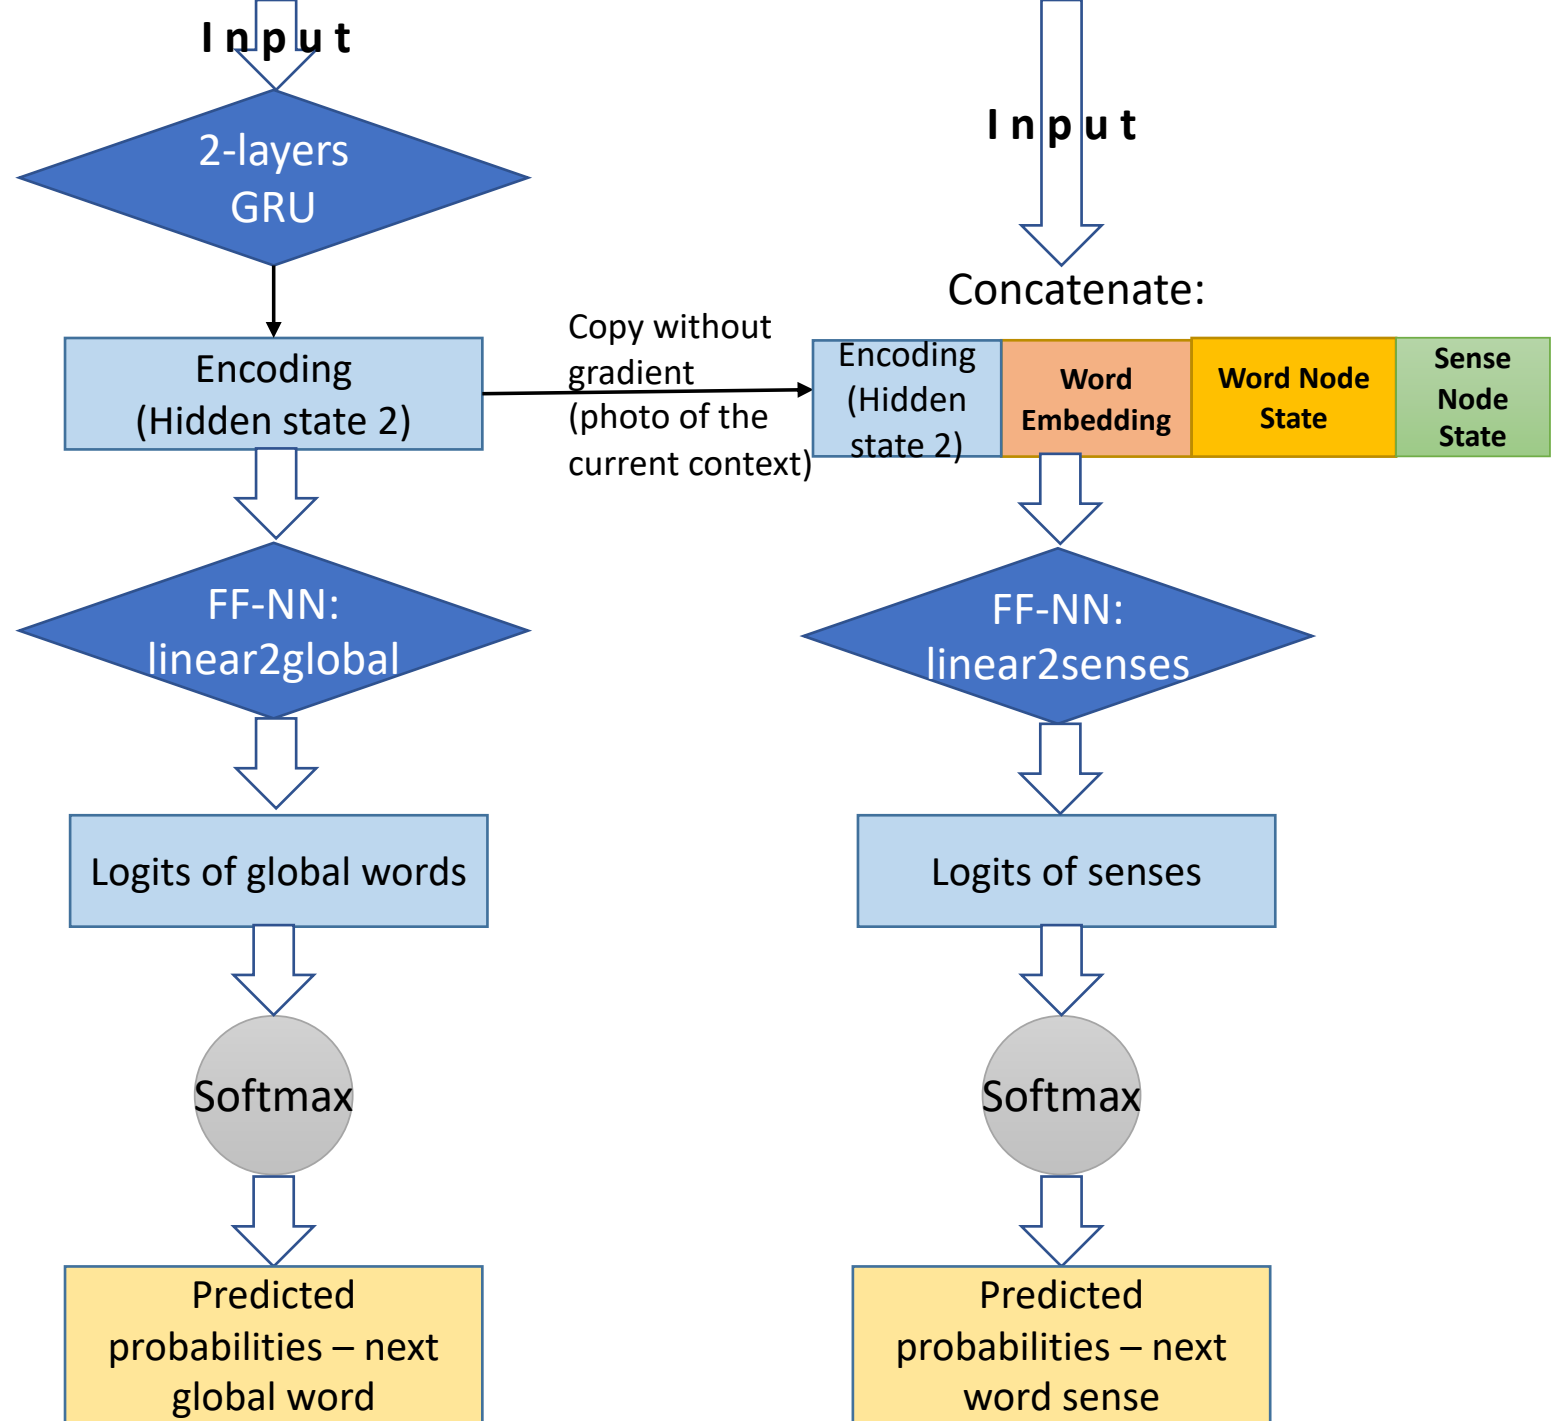 I n p u t
2-layers
GRU
Encoding
(Hidden state 2)
FF-NN:
linear2global
Logits of global words
Softmax
Predicted
probabilities – next
global word
Copy without
gradient
(photo of the
current context)
I n p u t
Concatenate:
Encoding
(Hidden
state 2)
Word
Embedding
Word Node
State
Sense
Node
State
FF-NN:
linear2senses
Logits of senses
Softmax
Predicted
probabilities – next
word sense